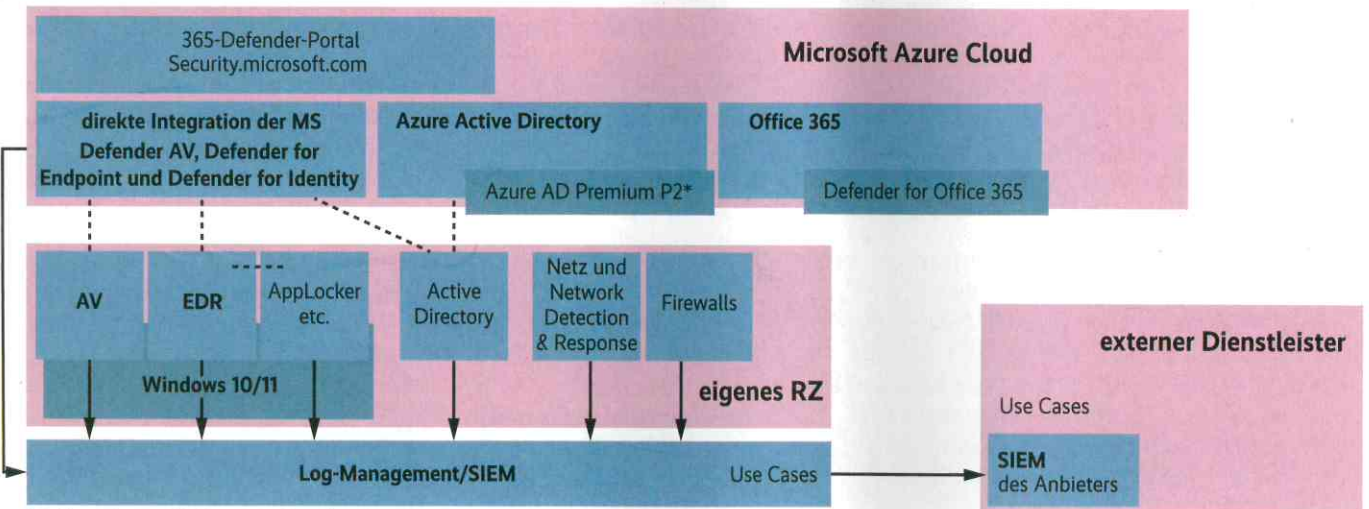 365-Defender-Portal
Security.microsoft.com
Microsoft Azure Cloud
direkte Integration der MS
Defender AV, Defender for
Endpoint und Defender for Identity
Azure Active Directory
Azure AD Premium P2*
Office 365
Defender for Office 365
AV
EDR
AppLocker
etc.
Active
Directory
Netz und
Network
Detection
& Response
Firewalls
Windows 10/11
eigenes RZ
Log-Management/SIEM
Use Cases
externer Dienstleister
Use Cases
SIEM
des Anbieters